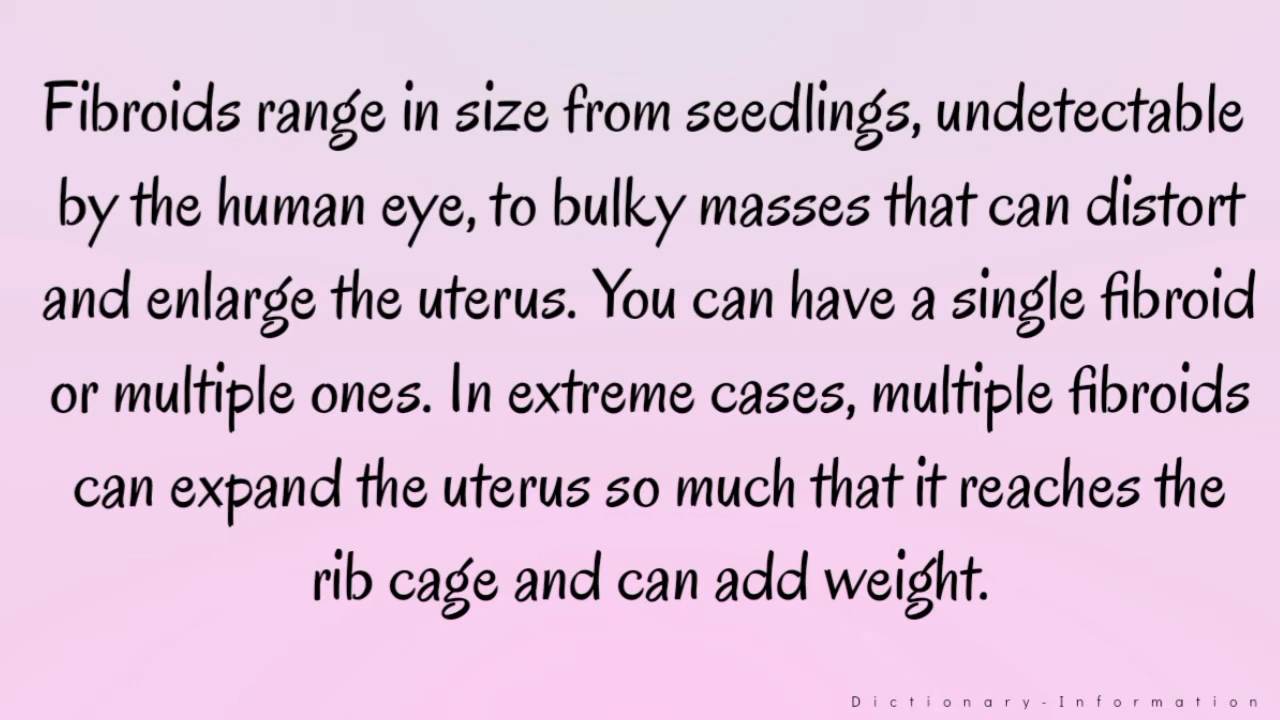 Fibroids range in size from seedlings, undetectable
by the human eye, to bulky masses that can distort
and enlarge the uterus. You can have a single fibroid
or multiple ones. In extreme cases, multiple fibroids
can expand the uterus so much that it reaches the
rib cage and can add weight.
Dictionary-Information